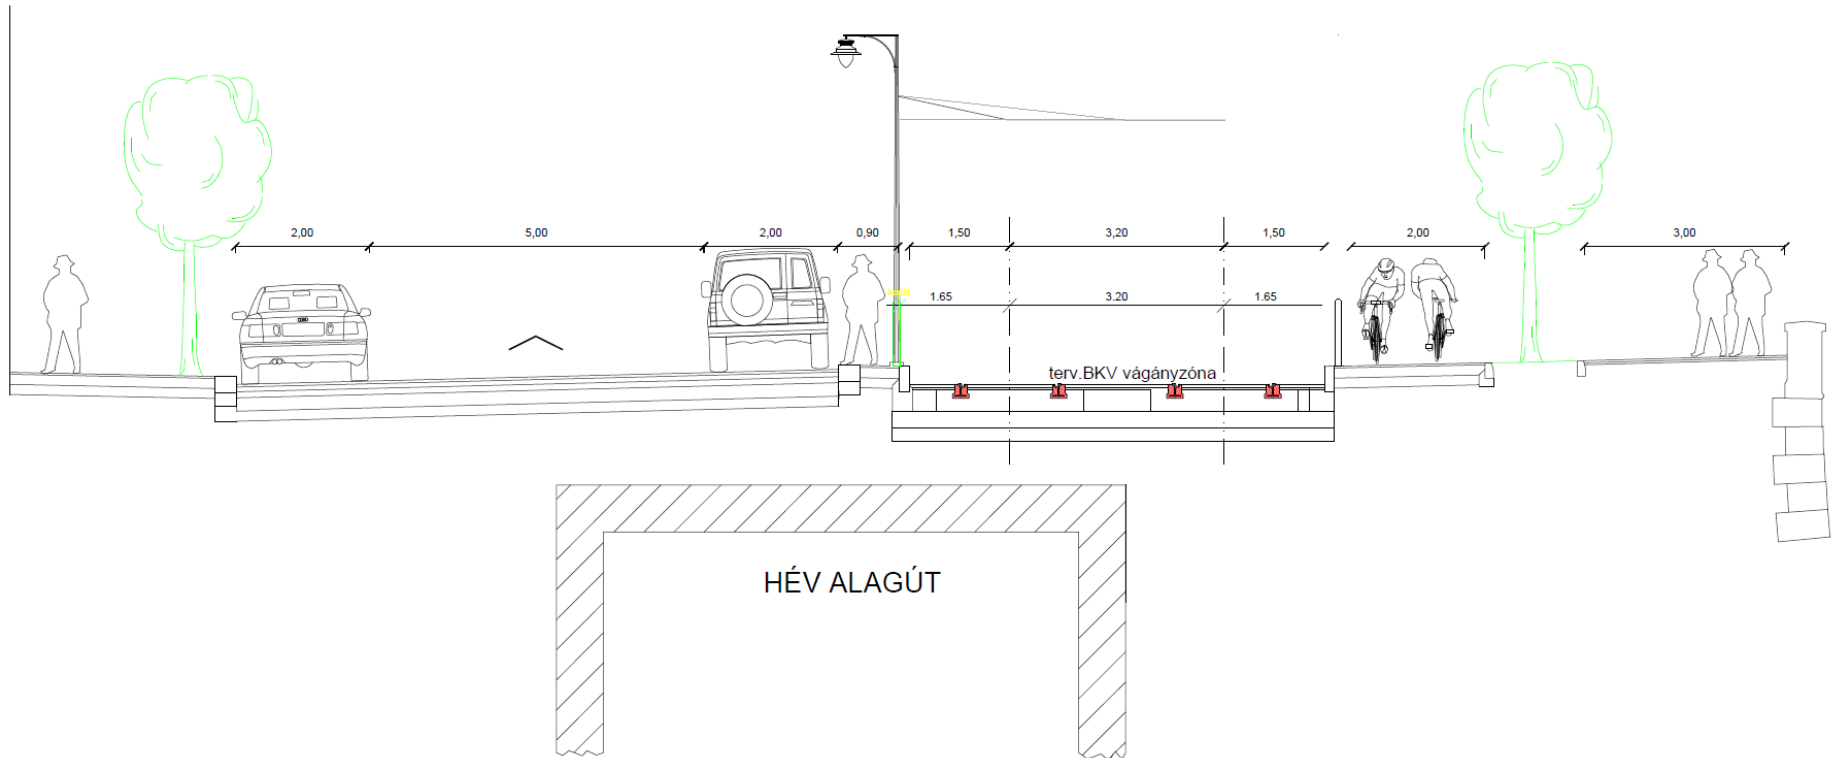 2,00 5,00 2,00 0,90 1,50 3,20 1,50 2,00 3,00
1.65 3.20 1.65
terv.BKV vágányzóna
HÉV ALAGÚT